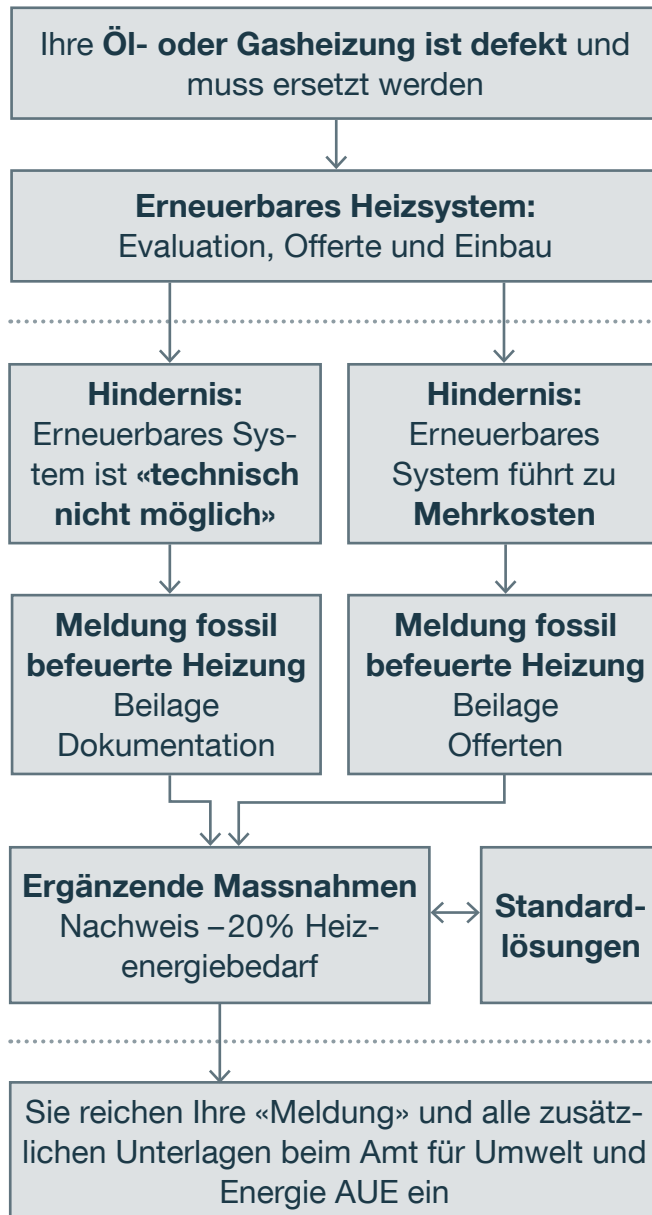 Ihre Öl- oder Gasheizung ist defekt und
muss ersetzt werden
Erneuerbares Heizsystem:
Evaluation, Offerte und Einbau
Hindernis:
Erneuerbares Sys-
tem ist «technisch
nicht möglich»
Hindernis:
Erneuerbares
System führt zu
Mehrkosten
Meldung fossil
befeuerte Heizung
Beilage
Dokumentation
Meldung fossil
befeuerte Heizung
Beilage
Offerten
Ergänzende Massnahmen
Nachweis –20% Heiz-
energiebedarf
Standard-
lösungen
Sie reichen Ihre «Meldung» und alle zusätz-
lichen Unterlagen beim Amt für Umwelt und
Energie AUE ein